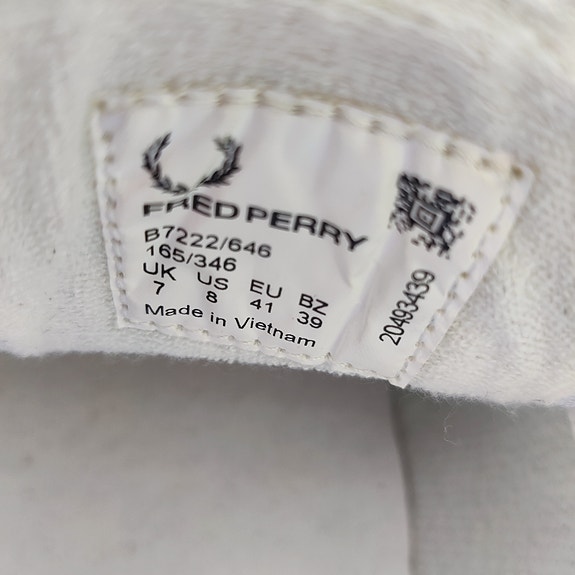 FRED PERRY
B7222/646
165/346
UK US EU BZ
7 8 41 39
Made in Vietnam
20493439